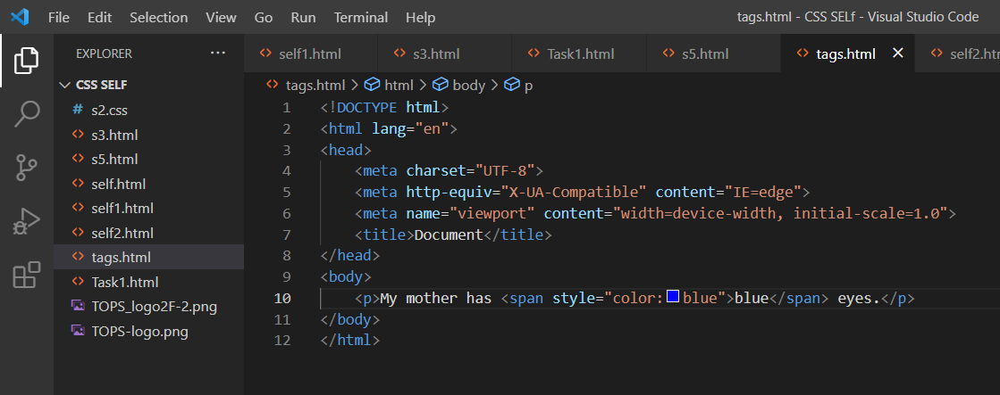 File Edit Selection View Go Run Terminal Help tags.html - CSS SELf - Visual Studio Code
EXPLORER ··· self1.html s3.html Task1.html s5.html tags.html self2.htm
CSS SELF
# s2.css
s3.html
s5.html
self.html
self1.html
self2.html
tags.html
Task1.html
TOPS_logo2F-2.png
TOPS-logo.png
tags.html > html > body > p
1 <!DOCTYPE html>
2 <html lang="en">
3 <head>
4 <meta charset="UTF-8">
5 <meta http-equiv="X-UA-Compatible" content="IE=edge">
6 <meta name="viewport" content="width=device-width, initial-scale=1.0">
7 <title>Document</title>
8 </head>
9 <body>
10 <p>My mother has <span style="color:blue">blue</span> eyes.</p>
11 </body>
12 </html>